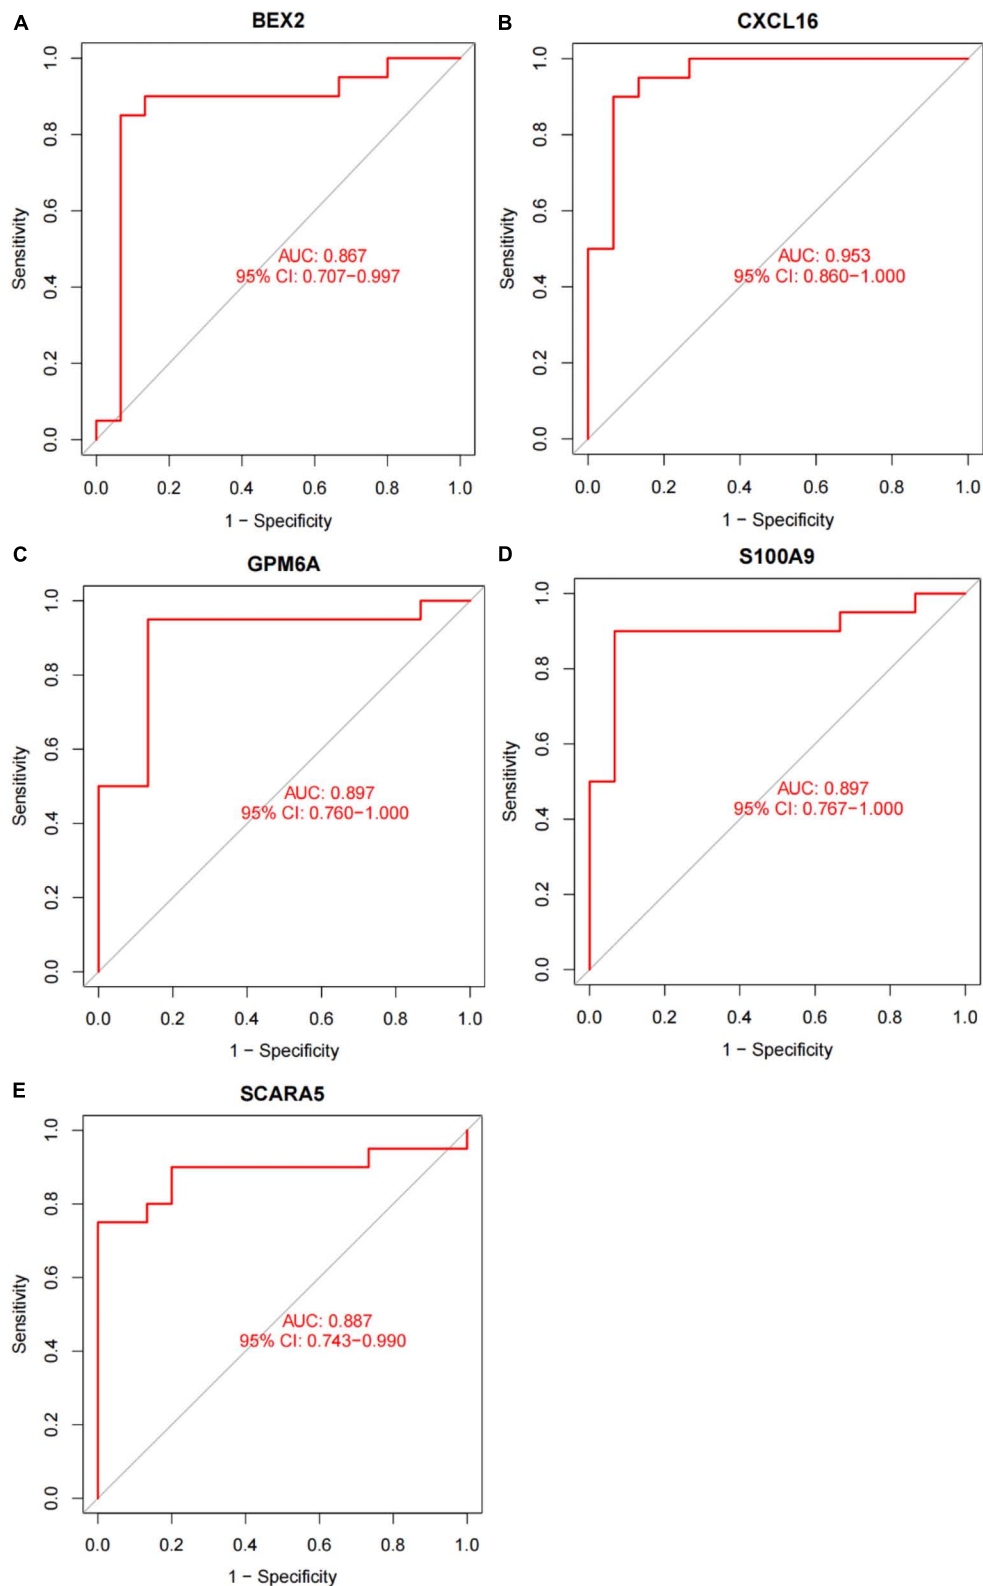 A
BEX2
Sensitivity
1.0
0.8
0.6
0.4
0.2
0.0
AUC: 0.867
95% CI: 0.707−0.997
0.0 0.2 0.4 0.6 0.8 1.0
1 − Specificity
B
CXCL16
Sensitivity
1.0
0.8
0.6
0.4
0.2
0.0
AUC: 0.953
95% CI: 0.860−1.000
0.0 0.2 0.4 0.6 0.8 1.0
1 − Specificity
C
GPM6A
Sensitivity
1.0
0.8
0.6
0.4
0.2
0.0
AUC: 0.897
95% CI: 0.760−1.000
0.0 0.2 0.4 0.6 0.8 1.0
1 − Specificity
D
S100A9
Sensitivity
1.0
0.8
0.6
0.4
0.2
0.0
AUC: 0.897
95% CI: 0.767−1.000
0.0 0.2 0.4 0.6 0.8 1.0
1 − Specificity
E
SCARA5
Sensitivity
1.0
0.8
0.6
0.4
0.2
0.0
AUC: 0.887
95% CI: 0.743−0.990
0.0 0.2 0.4 0.6 0.8 1.0
1 − Specificity